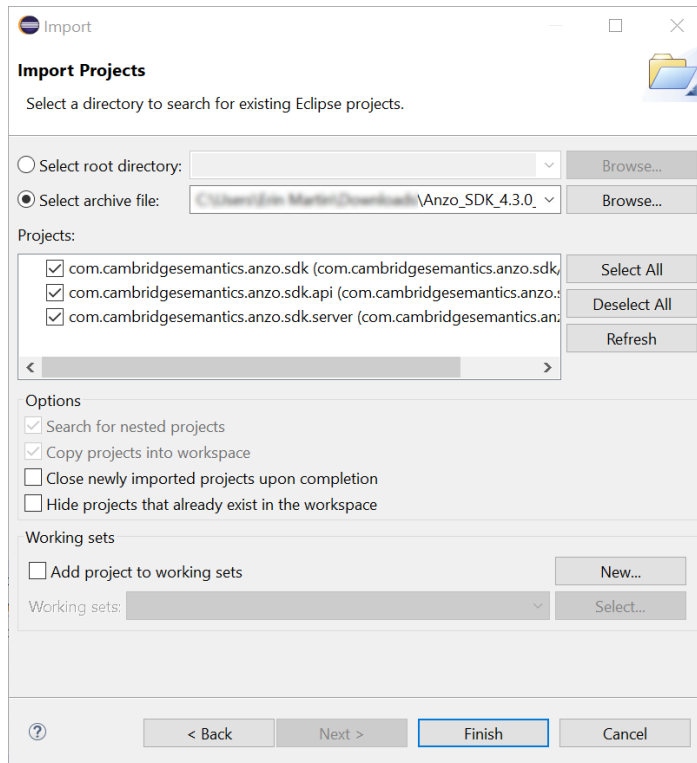 Import
Import Projects
Select a directory to search for existing Eclipse projects.
Select root directory:
Browse...
Select archive file:
\Anzo_SDK_4.3.0_
Browse...
Projects:
com.cambridgesemantics.anzo.sdk (com.cambridgesemantics.anzo.sdk/
Select All
com.cambridgesemantics.anzo.sdk.api (com.cambridgesemantics.anzo.s
Deselect All
com.cambridgesemantics.anzo.sdk.server (com.cambridgesemantics.anz
Refresh
Options
Search for nested projects
Copy projects into workspace
Close newly imported projects upon completion
Hide projects that already exist in the workspace
Working sets
Add project to working sets
New...
Working sets:
Select...
?
< Back
Next >
Finish
Cancel